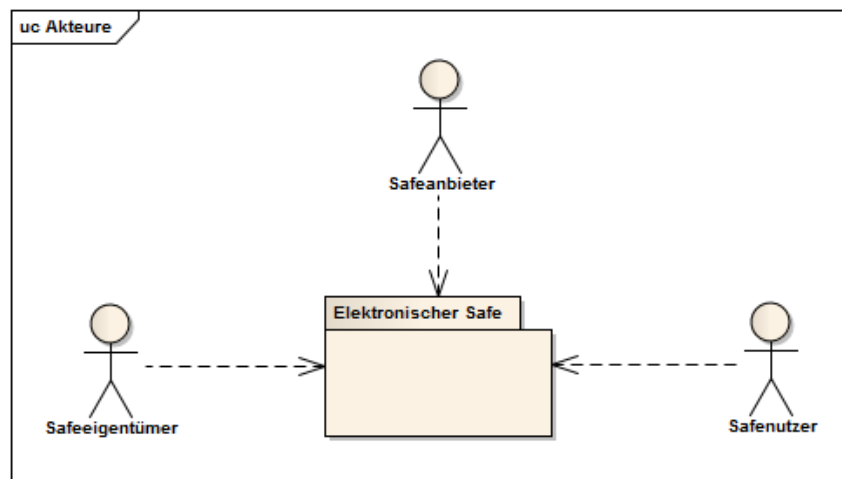 uc Akteure
Safeanbieter
Elektronischer Safe
Safeeigentümer
Safenutzer